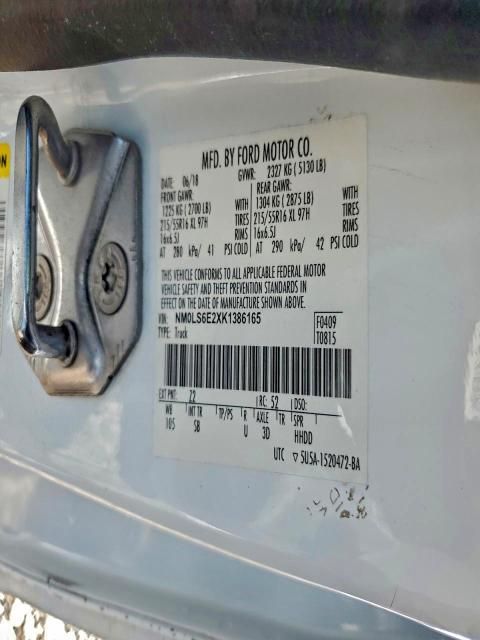 MFD. BY FORD MOTOR CO.
DATE: 06/18 GVWR: 2327 KG ( 5130 LB)
FRONT GAWR: REAR GAWR:
1225 KG ( 2700 LB) WITH 1304 KG ( 2875 LB) WITH
215/55R16 XL 97H TIRES 215/55R16 XL 97H TIRES
16x6.5J RIMS 16x6.5J RIMS
AT 280 kPa/ 41 PSI COLD AT 290 kPa/ 42 PSI COLD
THIS VEHICLE CONFORMS TO ALL APPLICABLE FEDERAL MOTOR
VEHICLE SAFETY AND THEFT PREVENTION STANDARDS IN
EFFECT ON THE DATE OF MANUFACTURE SHOWN ABOVE.
VIN: NM0LS6E2XK1386165 F0409
TYPE: Truck T0815
EXT PNT: Z2 RC: 52 DSO:
WB INT TR TP/PS R AXLE TR SPR
105 SB U 3D HHDD
UTC ▽ 5U5A-1520472-BA